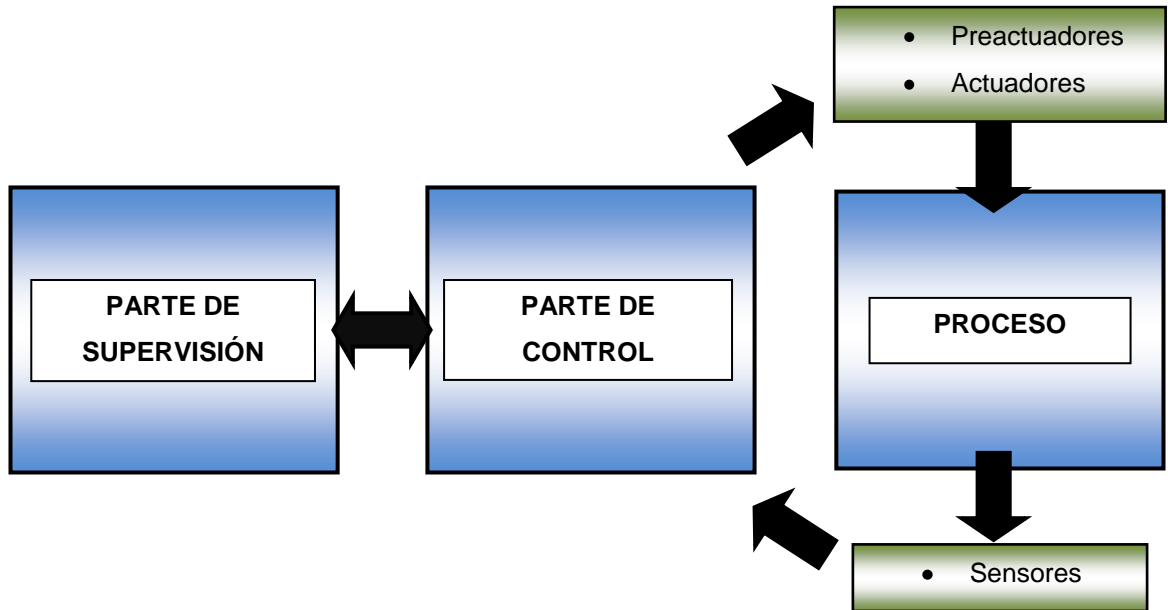 • Preactuadores
• Actuadores
PARTE DE
SUPERVISIÓN
PARTE DE
CONTROL
PROCESO
• Sensores